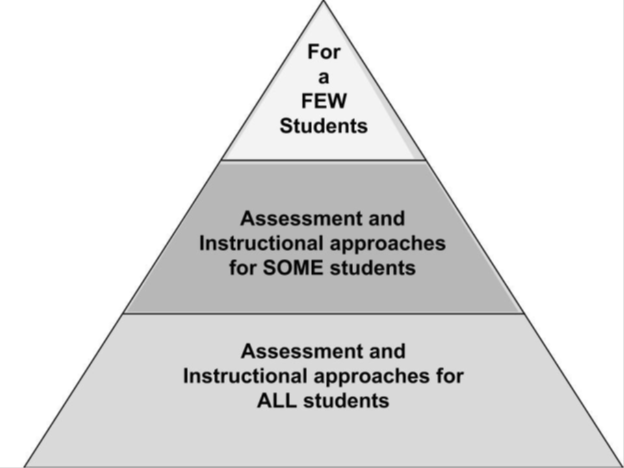 For
a
FEW
Students
Assessment and
Instructional approaches
for SOME students
Assessment and
Instructional approaches for
ALL students